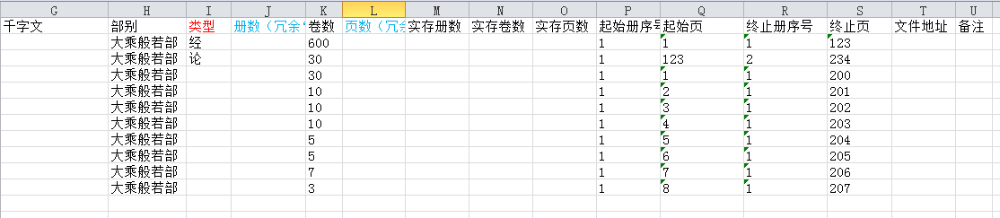 G H I J K L M N O P Q R S T U
千字文 部别 类型 册数（冗余 卷数 页数（冗余 实存册数 实存卷数 实存页数 起始册序号 起始页 终止册序号 终止页 文件地址 备注
大乘般若部 经 600 1 1 1 123
大乘般若部 论 30 1 123 2 234
大乘般若部 30 1 1 1 200
大乘般若部 10 1 2 1 201
大乘般若部 10 1 3 1 202
大乘般若部 10 1 4 1 203
大乘般若部 5 1 5 1 204
大乘般若部 5 1 6 1 205
大乘般若部 7 1 7 1 206
大乘般若部 3 1 8 1 207